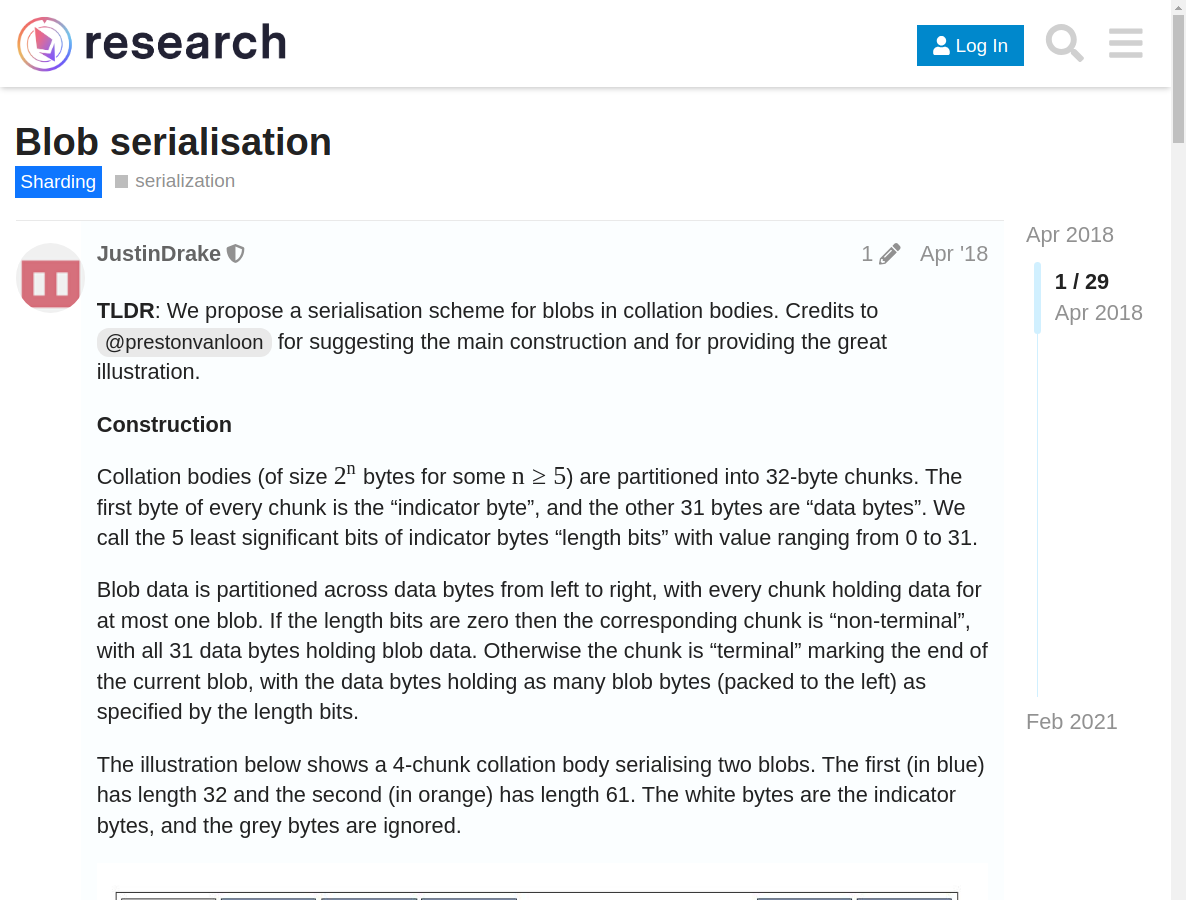 research
Log In
Blob serialisation
Sharding serialization
JustinDrake 1 Apr '18
Apr 2018
1 / 29
Apr 2018
TLDR: We propose a serialisation scheme for blobs in collation bodies. Credits to
@prestonvanloon for suggesting the main construction and for providing the great
illustration.
Construction
Collation bodies (of size 2ⁿ bytes for some n ≥ 5) are partitioned into 32-byte chunks. The
first byte of every chunk is the “indicator byte”, and the other 31 bytes are “data bytes”. We
call the 5 least significant bits of indicator bytes “length bits” with value ranging from 0 to 31.
Blob data is partitioned across data bytes from left to right, with every chunk holding data for
at most one blob. If the length bits are zero then the corresponding chunk is “non-terminal”,
with all 31 data bytes holding blob data. Otherwise the chunk is “terminal” marking the end of
the current blob, with the data bytes holding as many blob bytes (packed to the left) as
specified by the length bits.
Feb 2021
The illustration below shows a 4-chunk collation body serialising two blobs. The first (in blue)
has length 32 and the second (in orange) has length 61. The white bytes are the indicator
bytes, and the grey bytes are ignored.